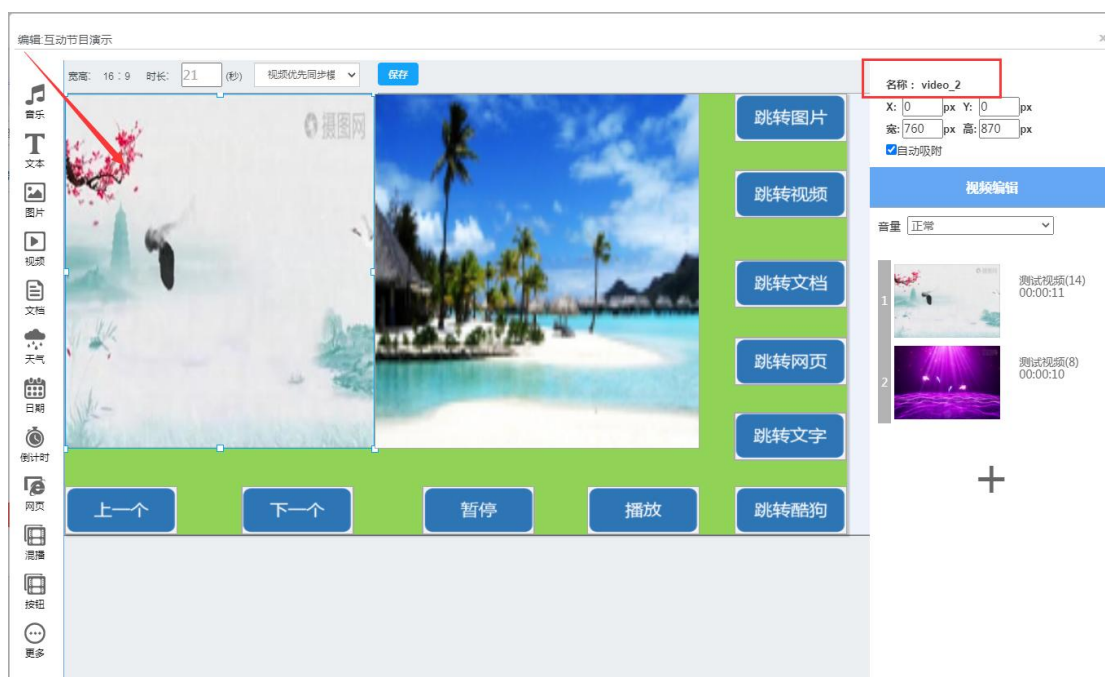 编辑:互动节目演示
×
宽高: 16:9 时长: 21 (秒) 视频优先同步模 保存
音乐
文本
图片
视频
文档
天气
日期
倒计时
网页
混播
按钮
更多
摄图网
跳转图片
跳转视频
跳转文档
跳转网页
跳转文字
上一个 下一个 暂停 播放 跳转酷狗
名称: video_2
X: 0 px Y: 0 px
宽: 760 px 高: 870 px
自动吸附
视频编辑
音量 正常
1
测试视频(14)
00:00:11
2
测试视频(8)
00:00:10